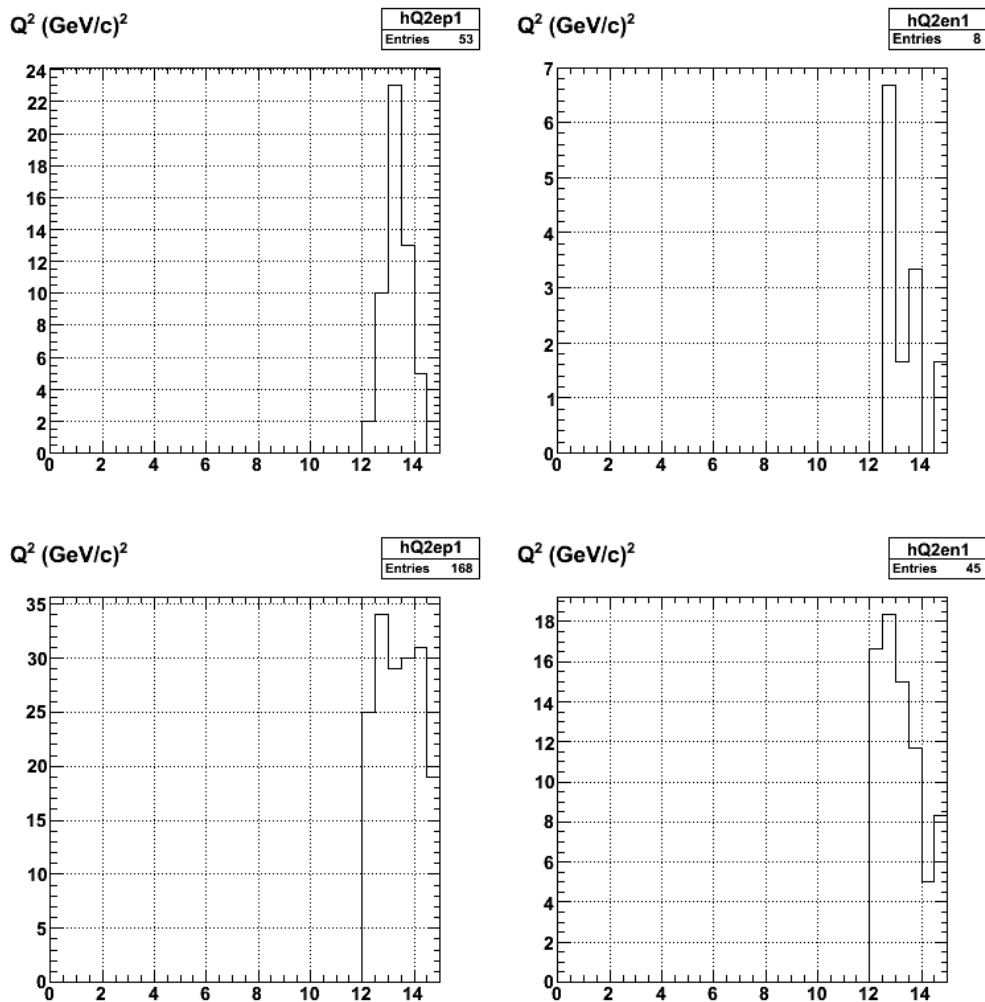 Q² (GeV/c)²
hQ2ep1
Entries 53
24
22
20
18
16
14
12
10
8
6
4
2
0
0 2 4 6 8 10 12 14
Q² (GeV/c)²
hQ2en1
Entries 8
7
6
5
4
3
2
1
0
0 2 4 6 8 10 12 14
Q² (GeV/c)²
hQ2ep1
Entries 168
35
30
25
20
15
10
5
0
0 2 4 6 8 10 12 14
Q² (GeV/c)²
hQ2en1
Entries 45
18
16
14
12
10
8
6
4
2
0
0 2 4 6 8 10 12 14